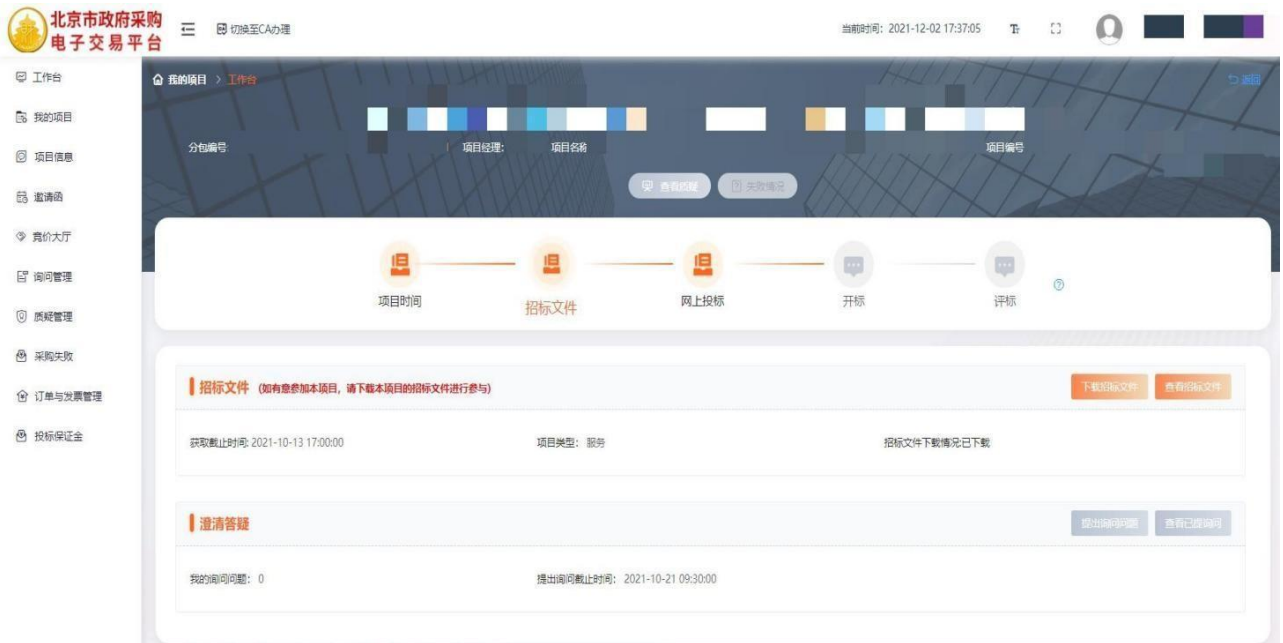 北京市政府采购
电子交易平台
切换至CA办理
当前时间：2021-12-02 17:37:05
工作台
我的项目
项目信息
邀请函
竞价大厅
询问管理
质疑管理
采购失败
订单与发票管理
投标保证金
我的项目 > 工作台
返回
分包编号
项目经理：
项目名称
项目编号
查看质疑
失败情况
项目时间
招标文件
网上投标
开标
评标
招标文件 (如有意参加本项目，请下载本项目的招标文件进行参与)
下载招标文件
查看招标文件
获取截止时间: 2021-10-13 17:00:00
项目类型： 服务
招标文件下载情况:已下载
澄清答疑
提出询问问题
查看已提询问
我的询问问题： 0
提出询问截止时间： 2021-10-21 09:30:00